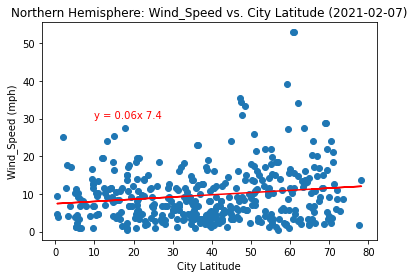 Northern Hemisphere: Wind_Speed vs. City Latitude (2021-02-07)
50
40
30
20
10
0
Wind_Speed (mph)
y = 0.06x 7.4
0 10 20 30 40 50 60 70 80
City Latitude